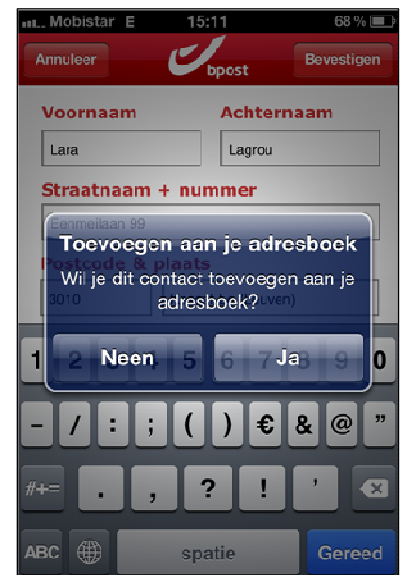 Mobistar E 15:11 68 %
Annuleer bpost Bevestigen
Voornaam Achternaam
Lara Lagrou
Straatnaam + nummer
Eenmeilaan 99
Toevoegen aan je adresboek
Postcode & plaats
Wil je dit contact toevoegen aan je
adresboek?
3010 uven)
Neen Ja
1 2 5 6 7 8 9 0
- / : ; ( ) € & @ "
#+= . , ? ! '
ABC spatie Gereed